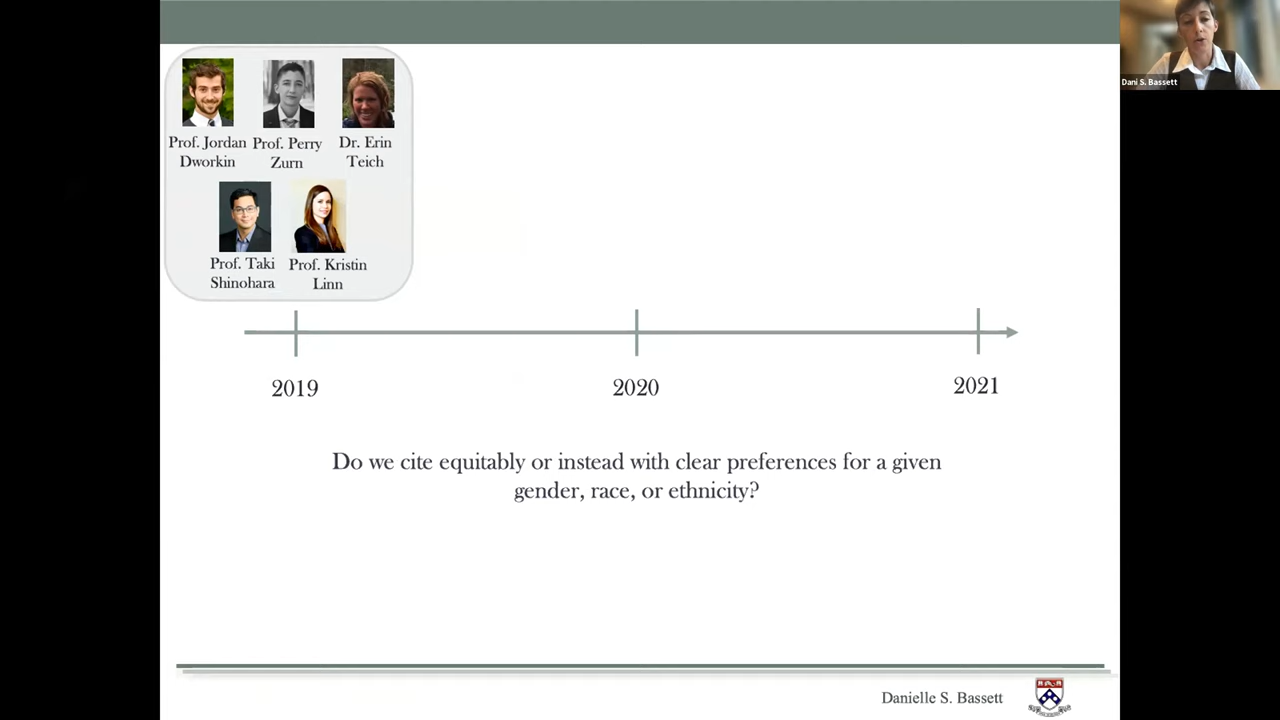 Dani S. Bassett
Prof. Jordan Dworkin
Prof. Perry Zurn
Dr. Erin Teich
Prof. Taki Shinohara
Prof. Kristin Linn
2019
2020
2021
Do we cite equitably or instead with clear preferences for a given
gender, race, or ethnicity?
Danielle S. Bassett